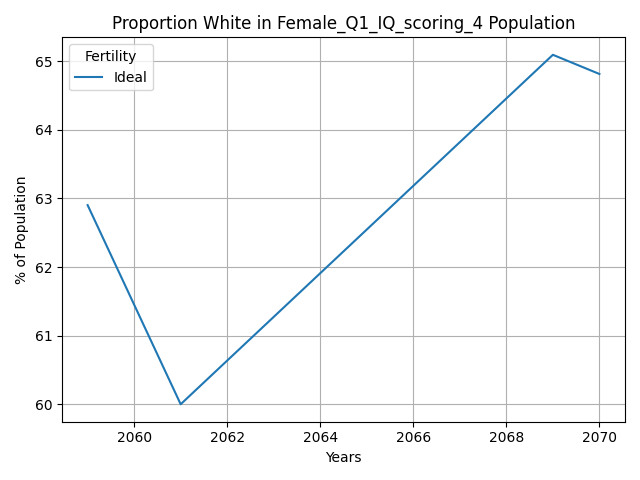 Proportion White in Female_Q1_IQ_scoring_4 Population
Fertility
Ideal
% of Population
65
64
63
62
61
60
2060 2062 2064 2066 2068 2070
Years